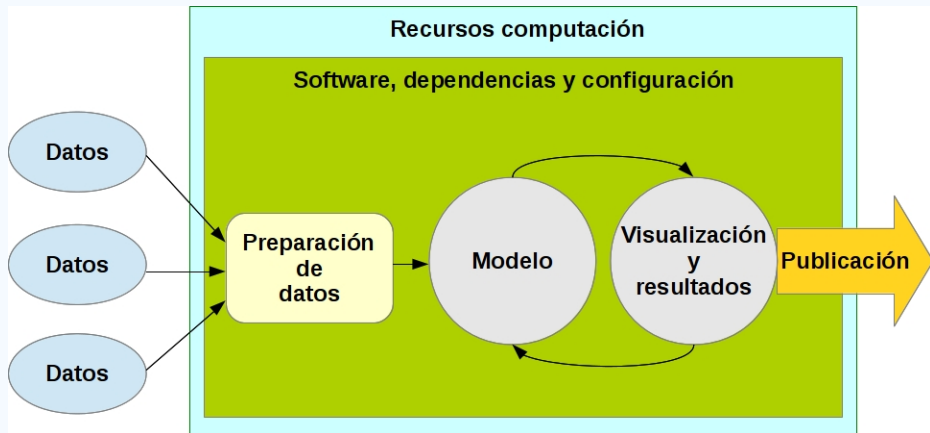 Recursos computación
Software, dependencias y configuración
Datos
Datos
Datos
Preparación
de
datos
Modelo
Visualización
y
resultados
Publicación